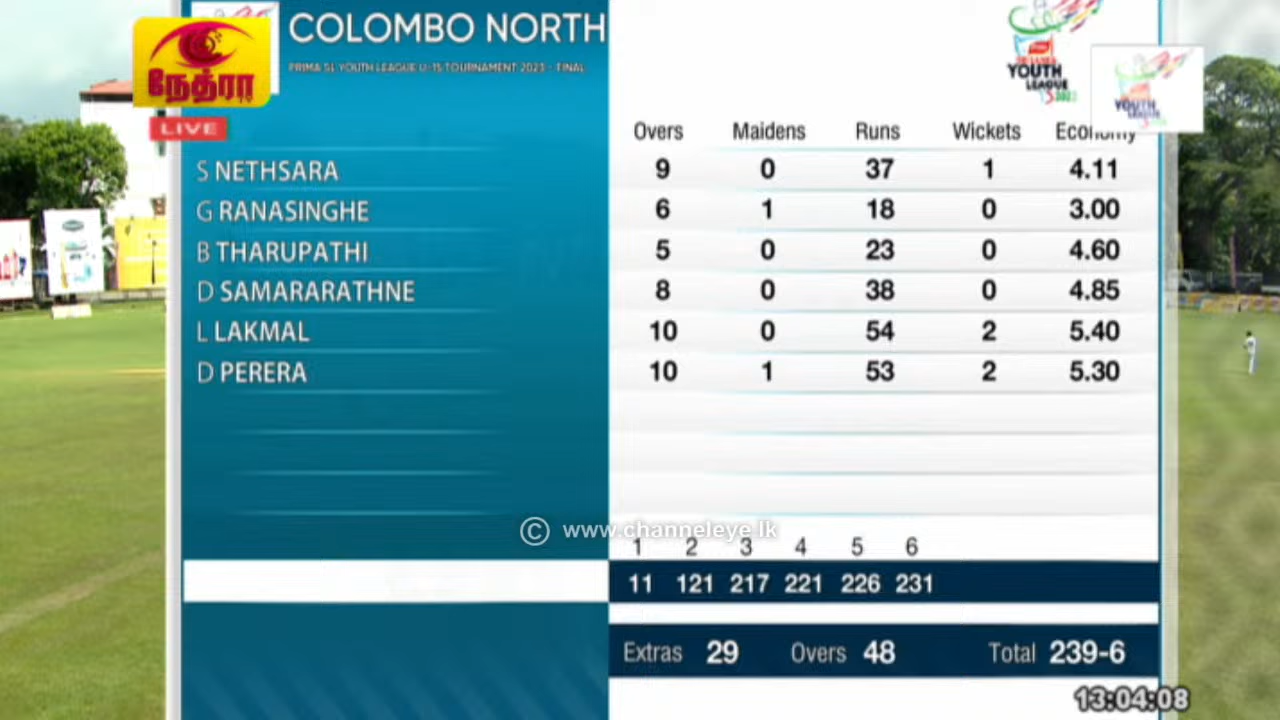 COLOMBO NORTH
PRIMA SL YOUTH LEAGUE U-15 TOURNAMENT 2023 - FINAL
நேத்ரா
LIVE
YOUTH
LEAGUE
YOUTH
LEAGUE
Overs Maidens Runs Wickets Economy
S NETHSARA 9 0 37 1 4.11
G RANASINGHE 6 1 18 0 3.00
B THARUPATHI 5 0 23 0 4.60
D SAMARARATHNE 8 0 38 0 4.85
L LAKMAL 10 0 54 2 5.40
D PERERA 10 1 53 2 5.30
© www.channeleye.lk
1 2 3 4 5 6
11 121 217 221 226 231
Extras 29 Overs 48 Total 239-6
13:04:08